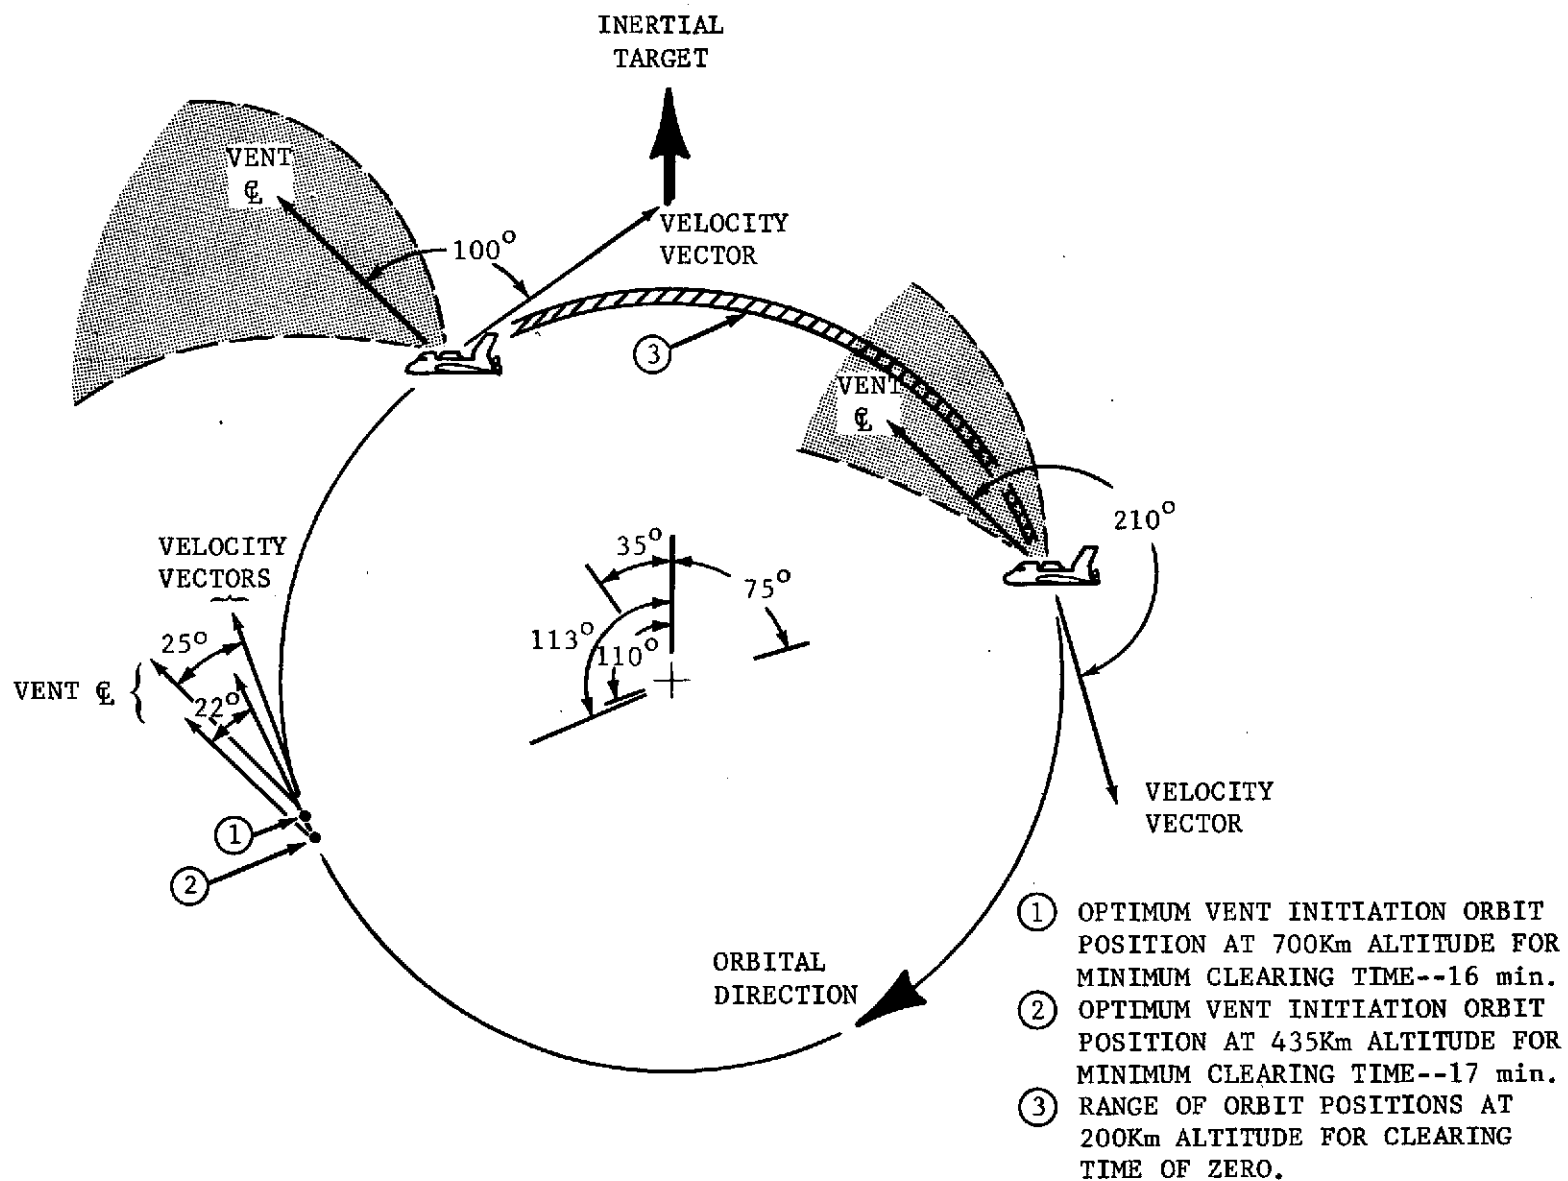 INERTIAL
TARGET
VENT
℄
100°
VELOCITY
VECTOR
3
VENT
℄
210°
35°
75°
113°
110°
VELOCITY
VECTORS
25°
VENT ℄ {
22°
1
2
VELOCITY
VECTOR
ORBITAL
DIRECTION
1 OPTIMUM VENT INITIATION ORBIT
POSITION AT 700Km ALTITUDE FOR
MINIMUM CLEARING TIME--16 min.
2 OPTIMUM VENT INITIATION ORBIT
POSITION AT 435Km ALTITUDE FOR
MINIMUM CLEARING TIME--17 min.
3 RANGE OF ORBIT POSITIONS AT
200Km ALTITUDE FOR CLEARING
TIME OF ZERO.